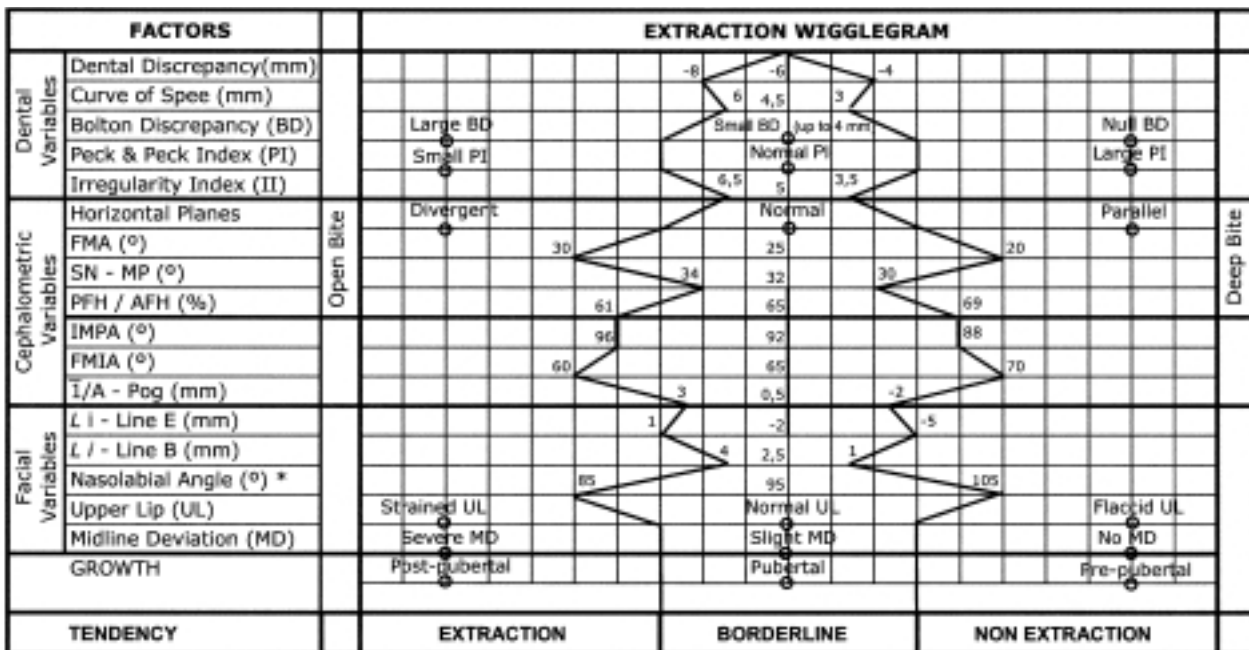 FACTORS EXTRACTION WIGGLEGRAM
Dental Variables
Dental Discrepancy(mm) -8 -6 -4
Curve of Spee (mm) 6 4,5 3
Bolton Discrepancy (BD) Large BD Small BD (up to 4 mm) Null BD
Peck & Peck Index (PI) Small PI Normal PI Large PI
Irregularity Index (II) 6,5 5 3,5
Cephalometric Variables
Open Bite
Deep Bite
Horizontal Planes Divergent Normal Parallel
FMA (º) 30 25 20
SN - MP (º) 34 32 30
PFH / AFH (%) 61 65 69
IMPA (º) 96 92 88
FMIA (º) 60 65 70
1̅/A - Pog (mm) 3 0,5 -2
Facial Variables
L i - Line E (mm) 1 -2 -5
L i - Line B (mm) 4 2,5 1
Nasolabial Angle (º) * 85 95 105
Upper Lip (UL) Strained UL Normal UL Flaccid UL
Midline Deviation (MD) Severe MD Slight MD No MD
GROWTH Post-pubertal Pubertal Pre-pubertal
TENDENCY EXTRACTION BORDERLINE NON EXTRACTION